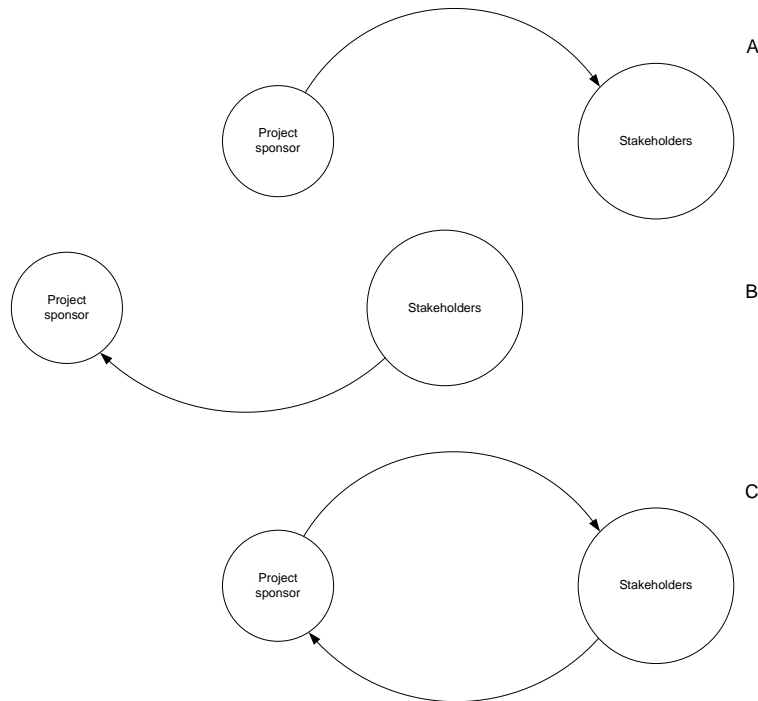 A
Project
sponsor
Stakeholders
Project
sponsor
Stakeholders
B
C
Project
sponsor
Stakeholders